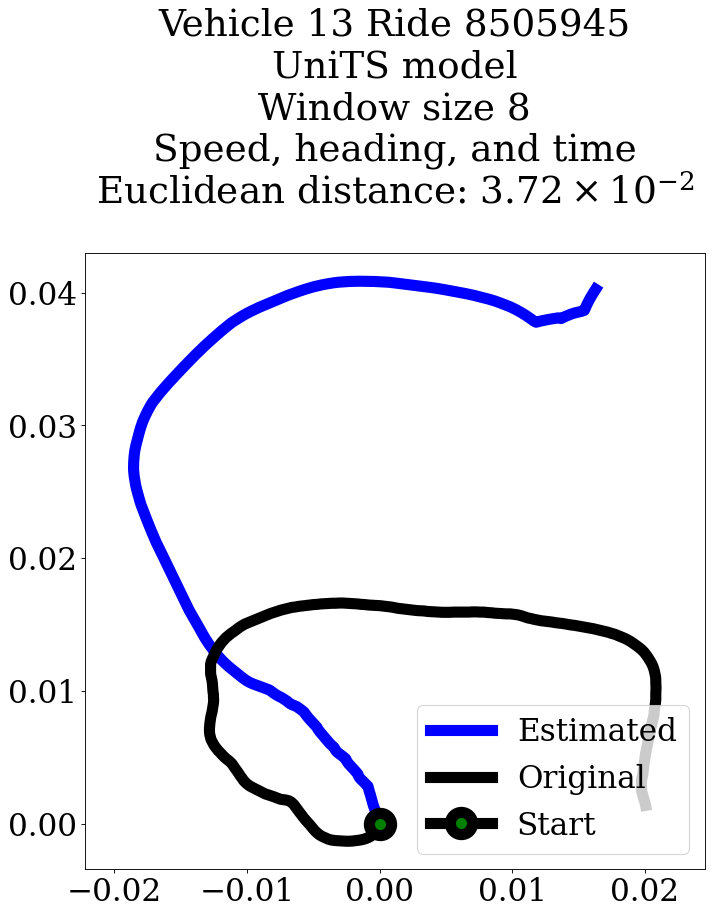 Vehicle 13 Ride 8505945
UniTS model
Window size 8
Speed, heading, and time
Euclidean distance: 3.72 × 10⁻²
0.04
0.03
0.02
0.01
0.00
−0.02 −0.01 0.00 0.01 0.02
Estimated
Original
Start